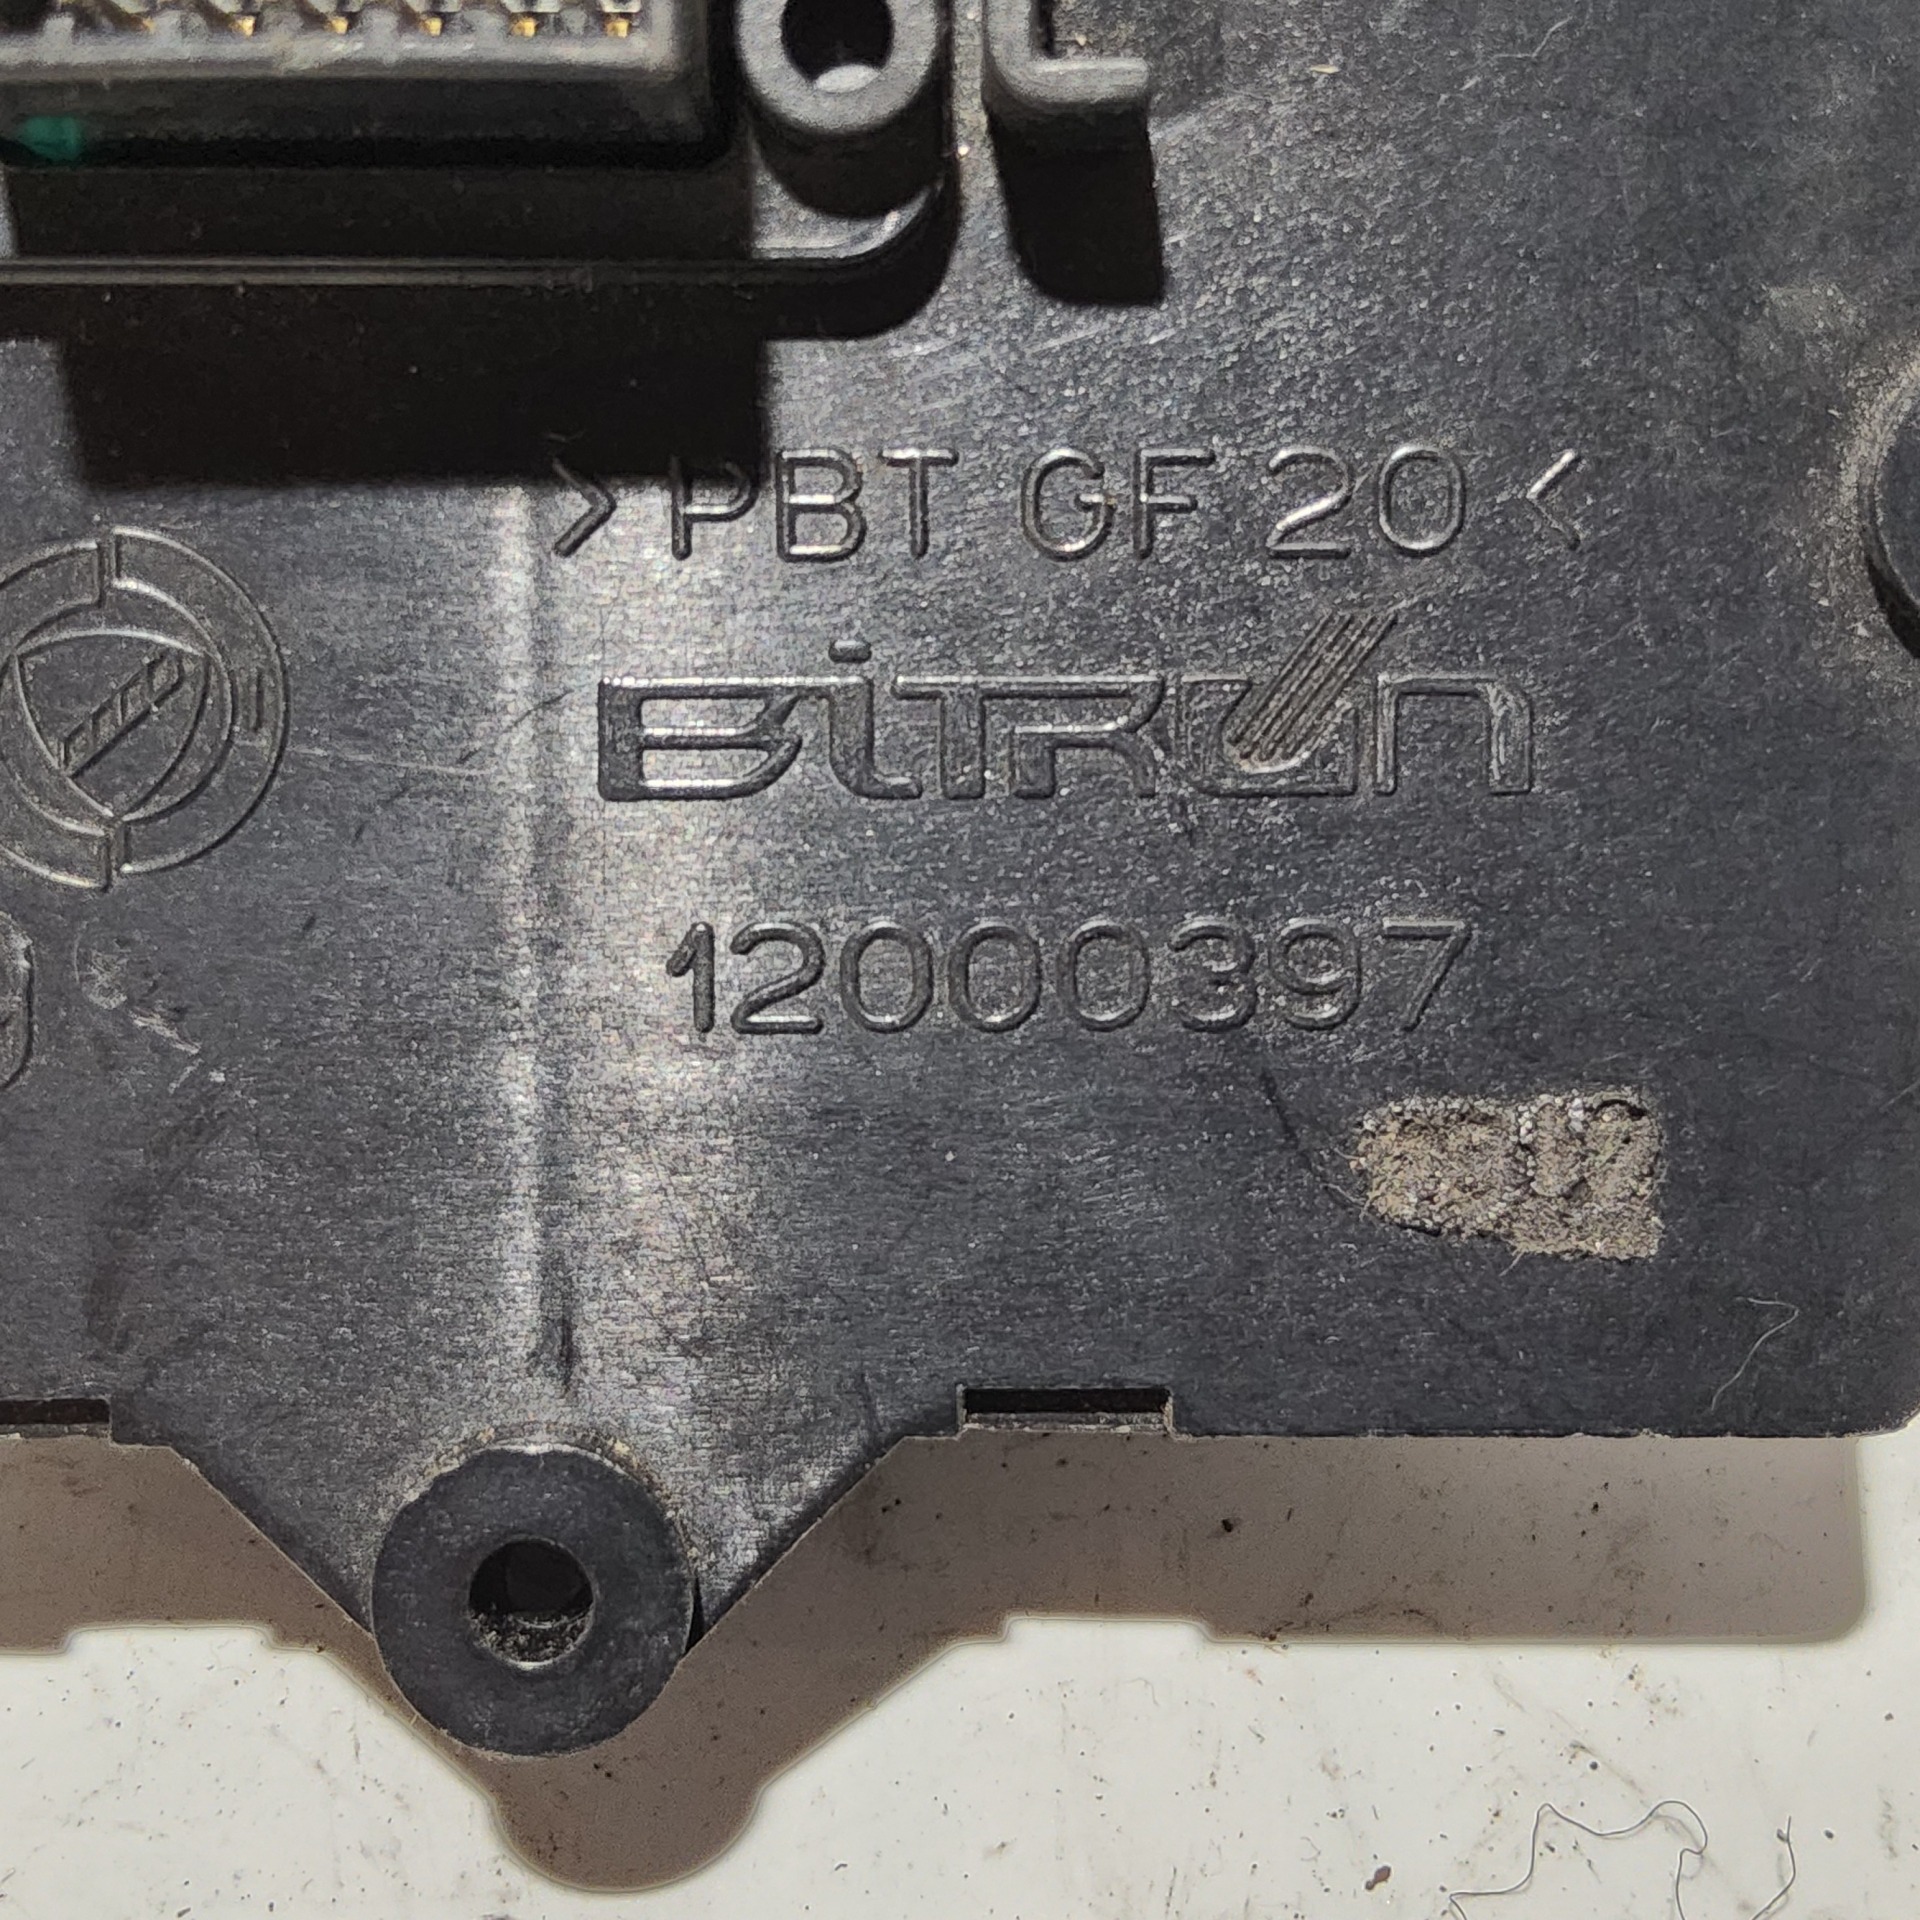 >PBT GF 20<
BiTRON
12000397